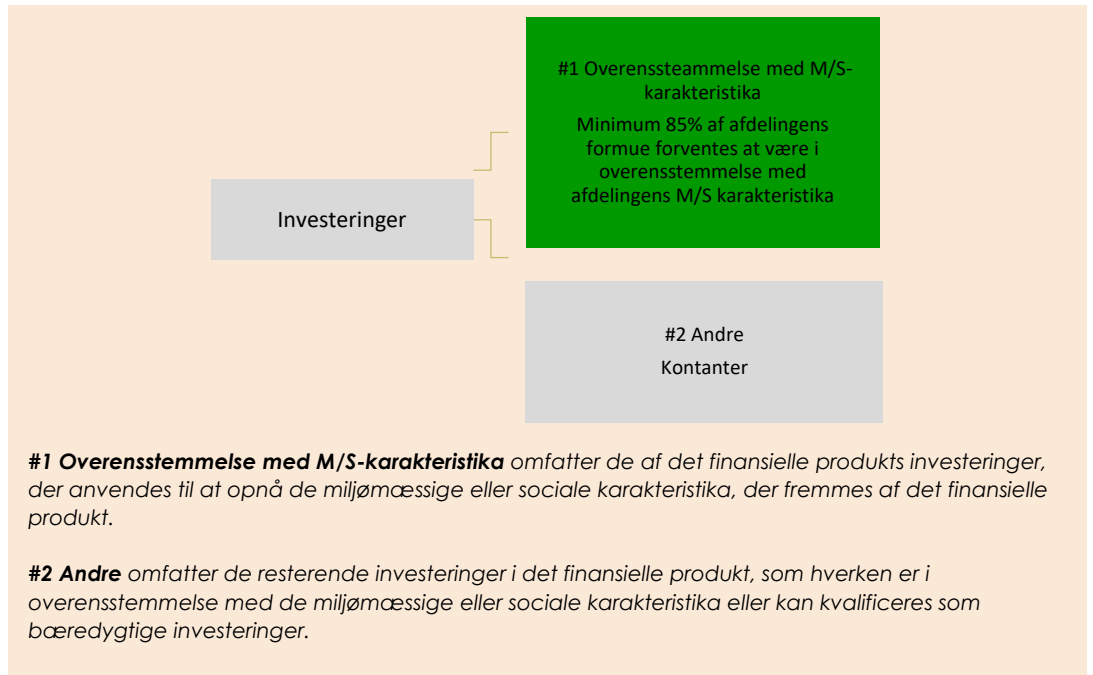 #1 Overenssteammelse med M/S-
karakteristika
Minimum 85% af afdelingens
formue forventes at være i
overensstemmelse med
afdelingens M/S karakteristika
Investeringer
#2 Andre
Kontanter
#1 Overensstemmelse med M/S-karakteristika omfatter de af det finansielle produkts investeringer,
der anvendes til at opnå de miljømæssige eller sociale karakteristika, der fremmes af det finansielle
produkt.
#2 Andre omfatter de resterende investeringer i det finansielle produkt, som hverken er i
overensstemmelse med de miljømæssige eller sociale karakteristika eller kan kvalificeres som
bæredygtige investeringer.